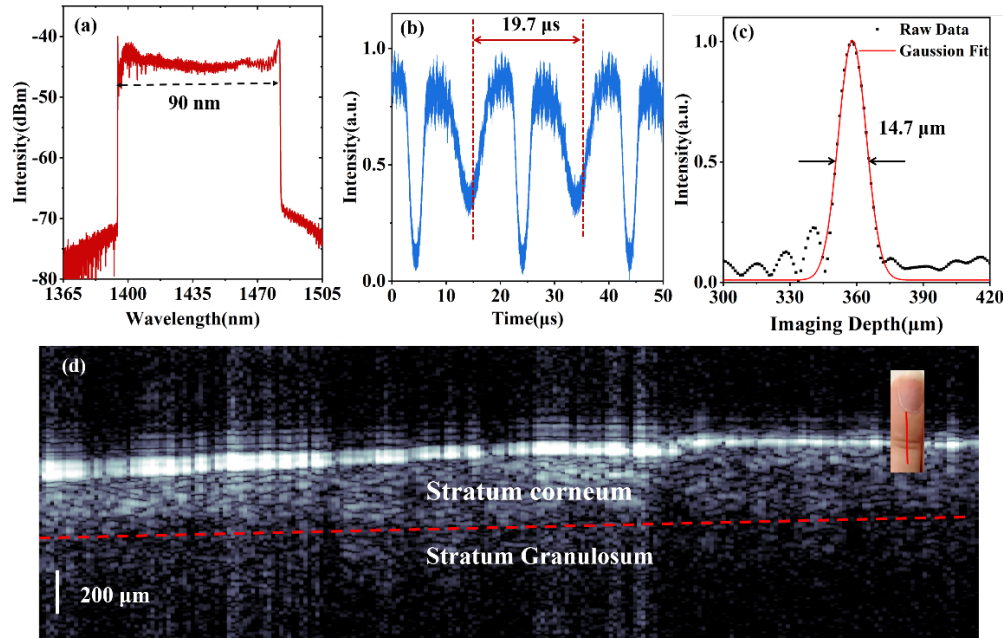 (a)
-40
-50
-60
-70
-80
Intensity(dBm)
90 nm
1365
1400
1435
1470
1505
Wavelength(nm)
(b)
19.7 μs
1.0
0.5
0.0
Intensity(a.u.)
0
10
20
30
40
50
Time(μs)
(c)
Raw Data
Gaussion Fit
14.7 μm
1.0
0.5
0.0
Intensity(a.u.)
300
330
360
390
420
Imaging Depth(μm)
(d)
Stratum corneum
Stratum Granulosum
200 μm